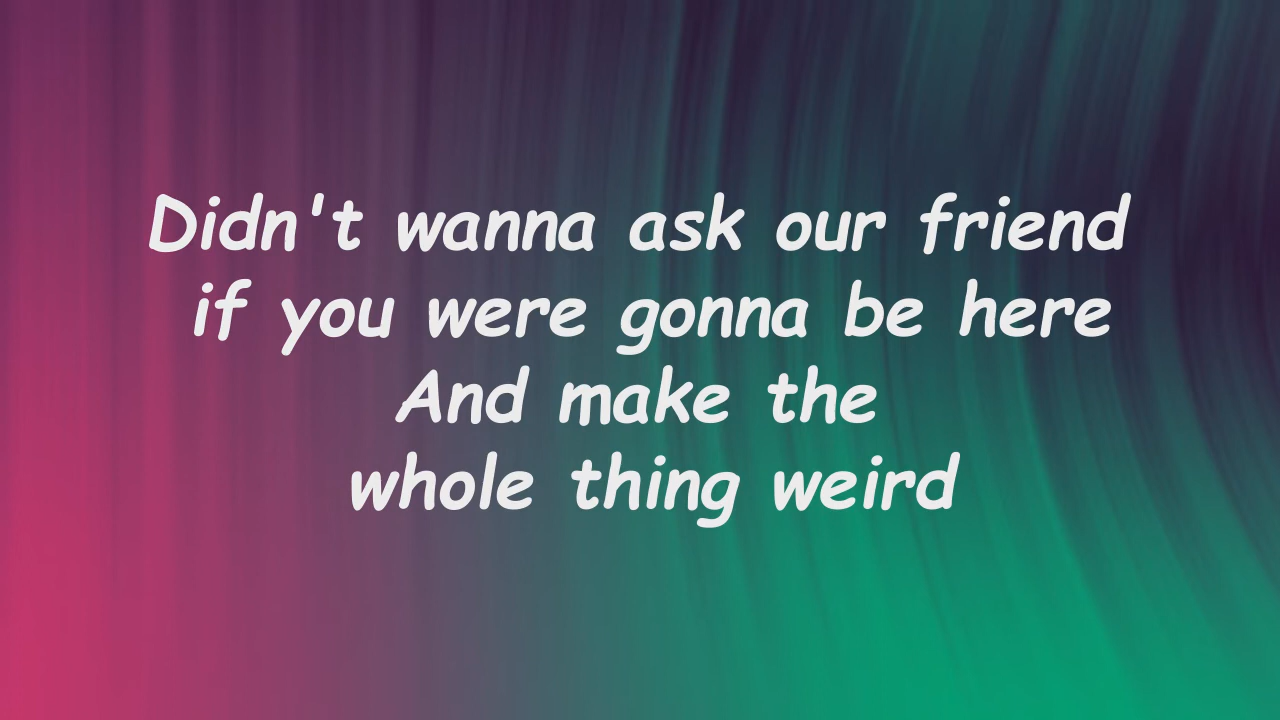 Didn't wanna ask our friend
if you were gonna be here
And make the
whole thing weird